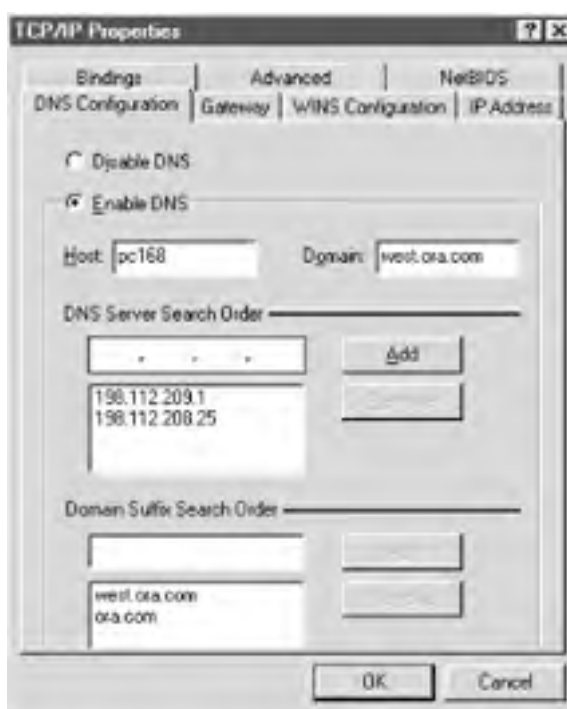 TCP/IP Properties
Bindings Advanced NetBIOS
DNS Configuration Gateway WINS Configuration IP Address
Disable DNS
Enable DNS
Host: pc168 Domain: west.ora.com
DNS Server Search Order
Add
198.112.209.1
198.112.208.25
Domain Suffix Search Order
west.ora.com
ora.com
OK Cancel